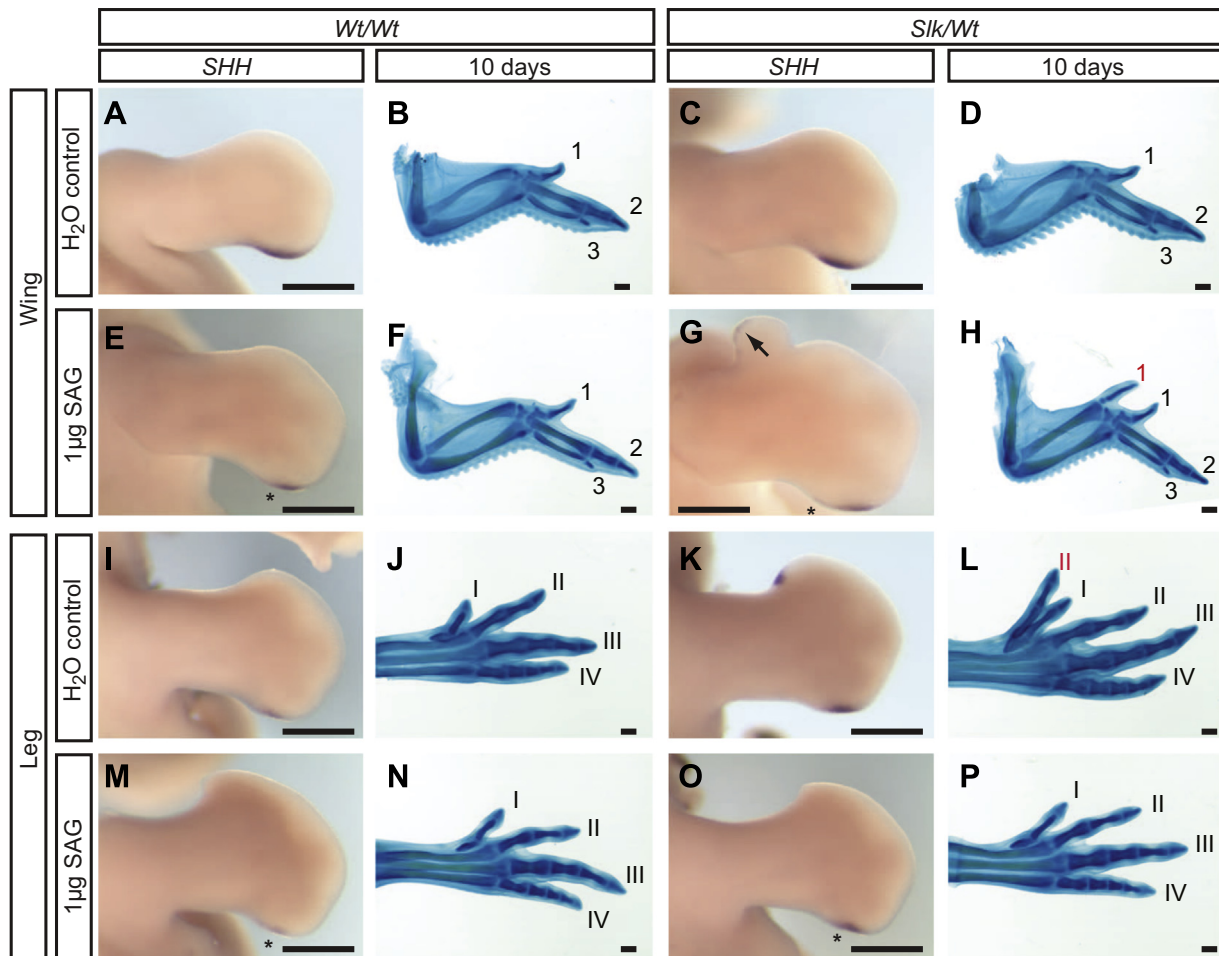 Wt/Wt
Slk/Wt
SHH
10 days
SHH
10 days
Wing
H₂O control
A
B
1
2
3
C
D
1
2
3
1µg SAG
E
*
F
1
2
3
G
*
H
1
1
2
3
Leg
H₂O control
I
J
I
II
III
IV
K
L
II
I
II
III
IV
1µg SAG
M
*
N
I
II
III
IV
O
*
P
I
II
III
IV